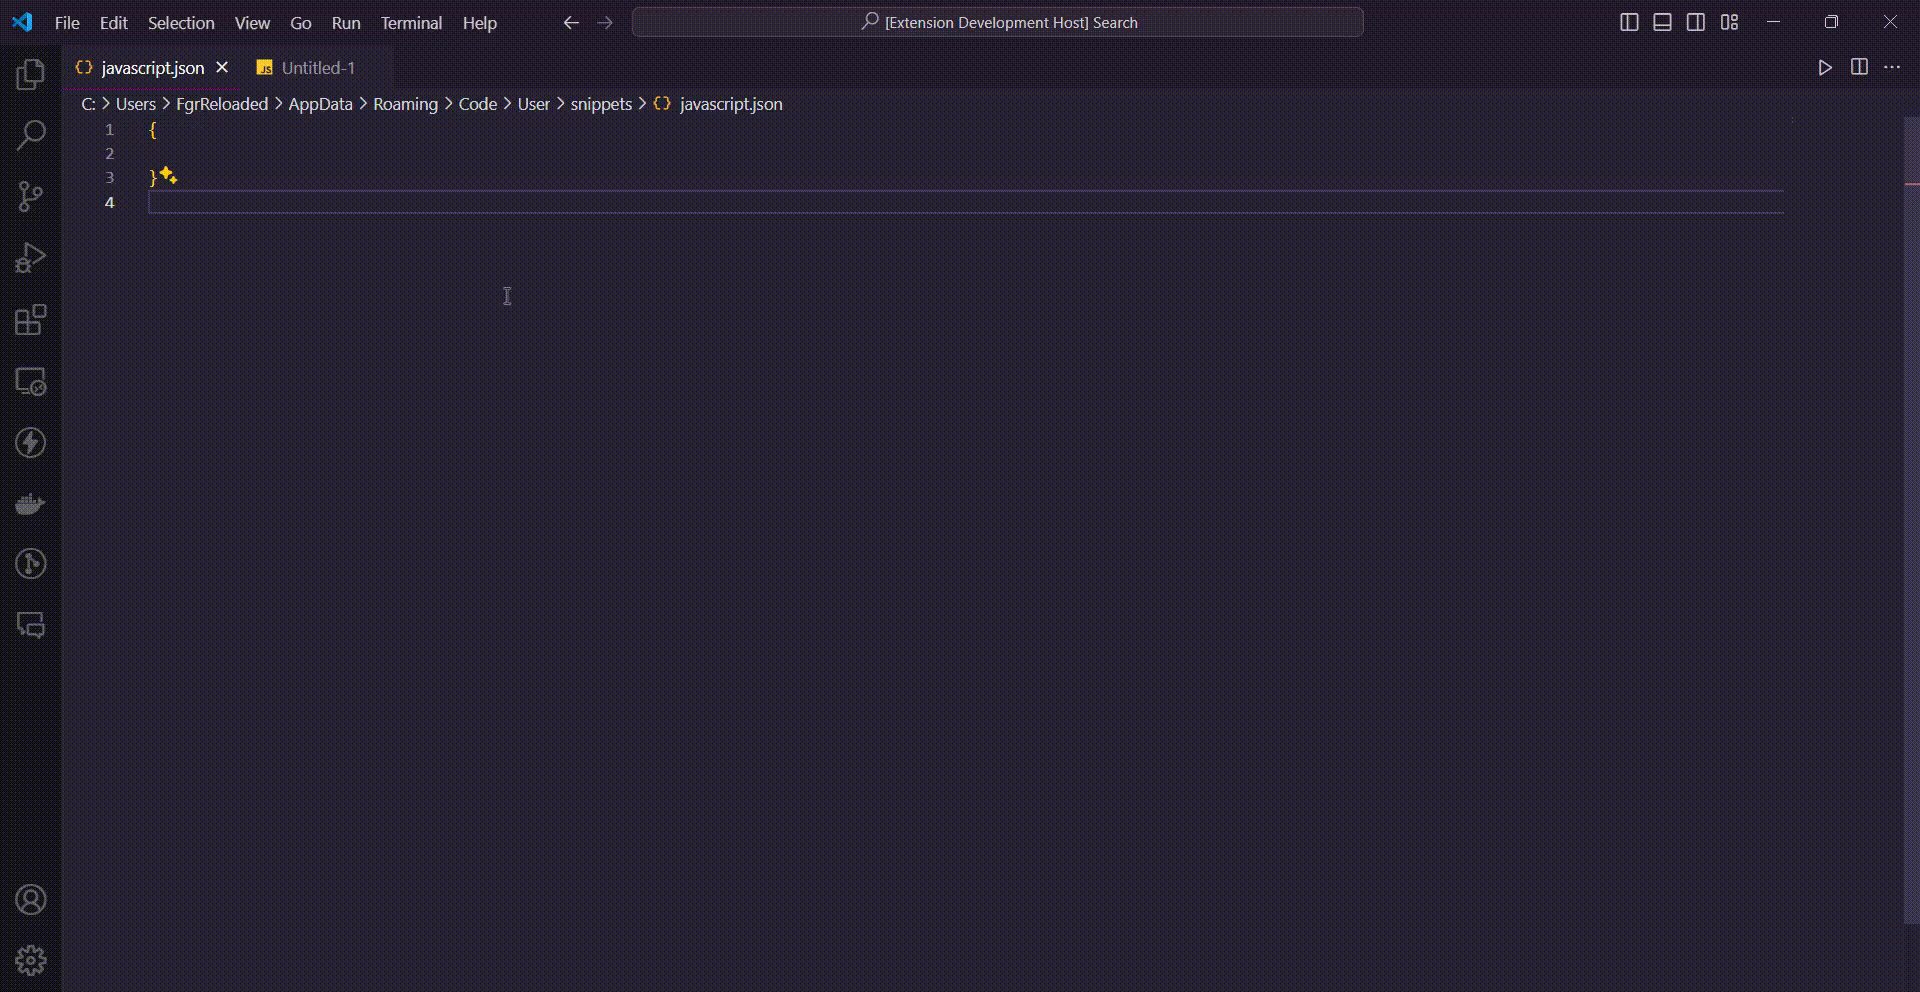 File Edit Selection View Go Run Terminal Help [Extension Development Host] Search
{} javascript.json JS Untitled-1
C: > Users > FgrReloaded > AppData > Roaming > Code > User > snippets > {} javascript.json
1 {
2
3 }
4